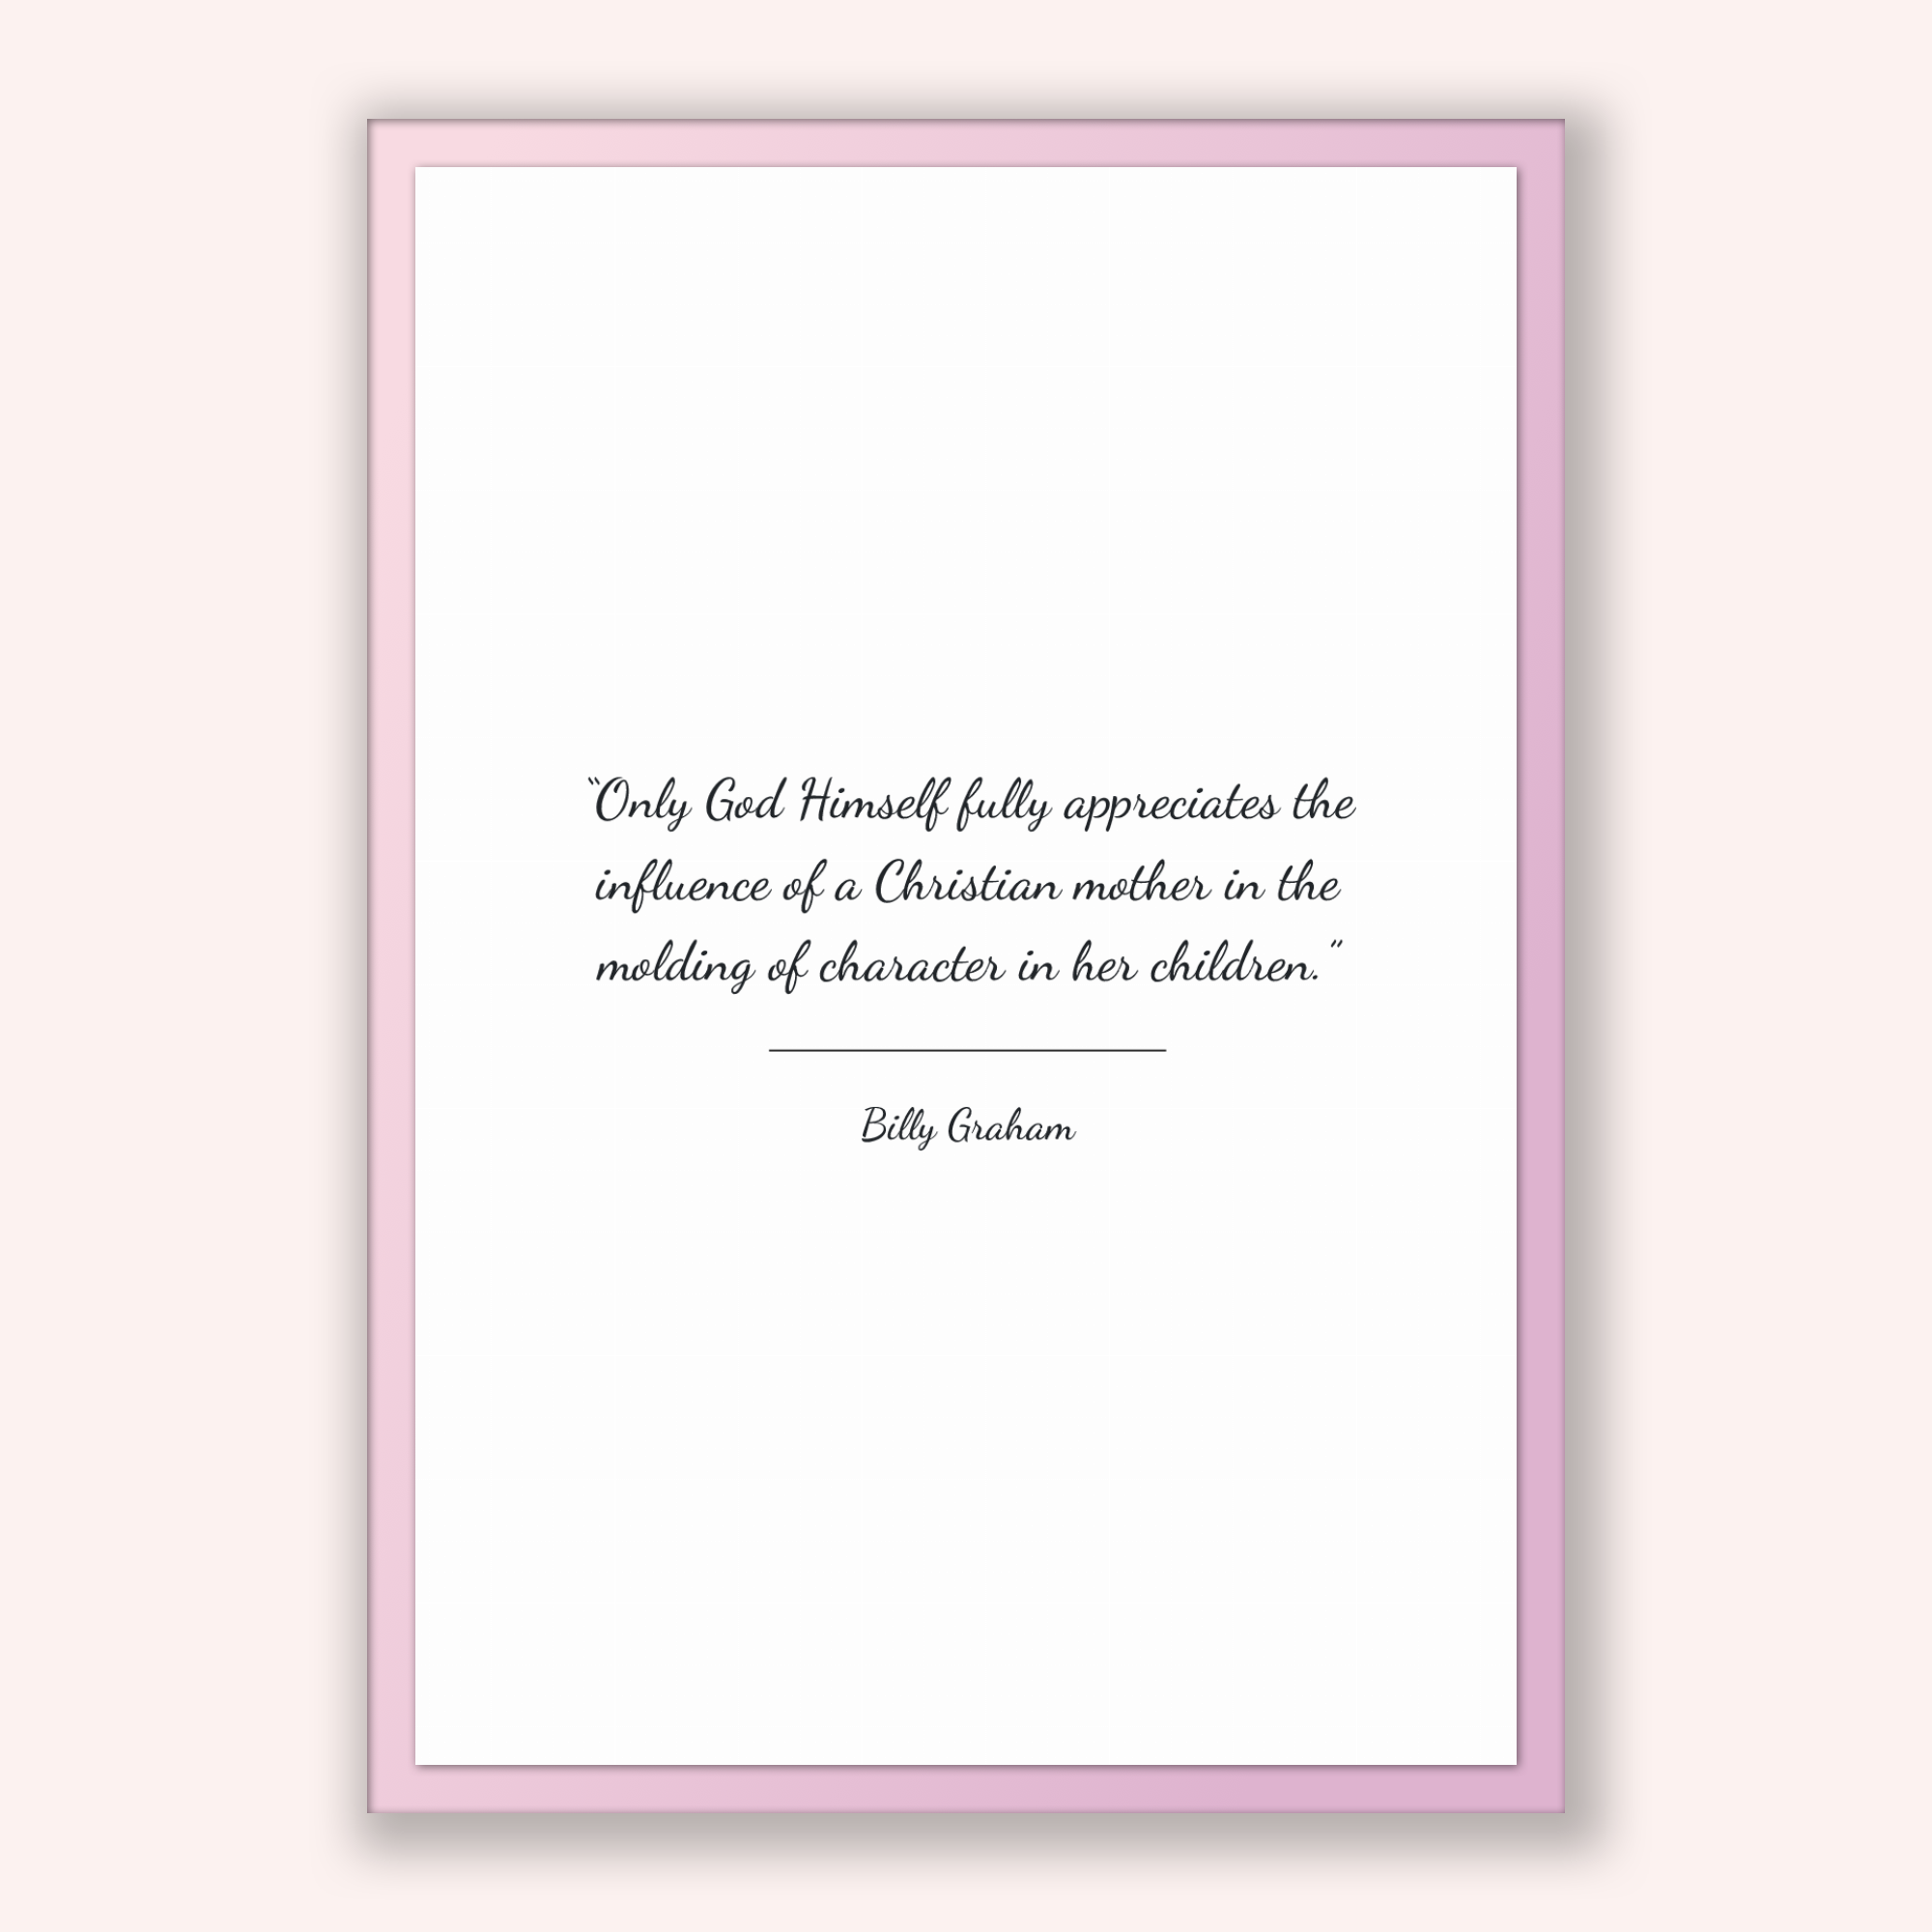 “Only God Himself fully appreciates the
influence of a Christian mother in the
molding of character in her children.”
Billy Graham